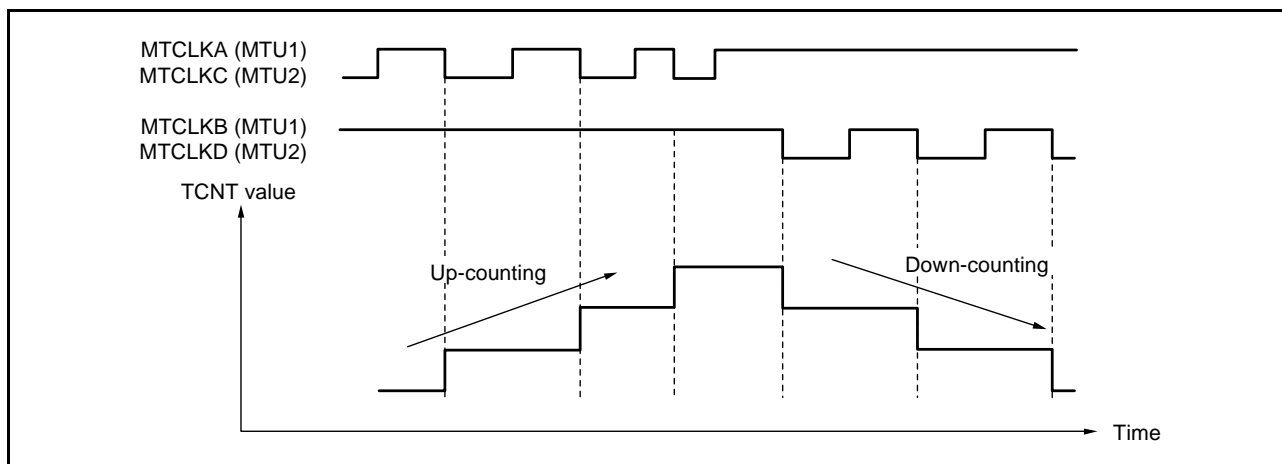 MTCLKA (MTU1)
MTCLKC (MTU2)
MTCLKB (MTU1)
MTCLKD (MTU2)
TCNT value
Up-counting
Down-counting
Time